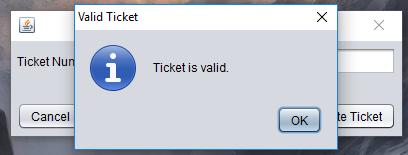 Valid Ticket
Ticket Num
Ticket is valid.
OK
Cancel
te Ticket